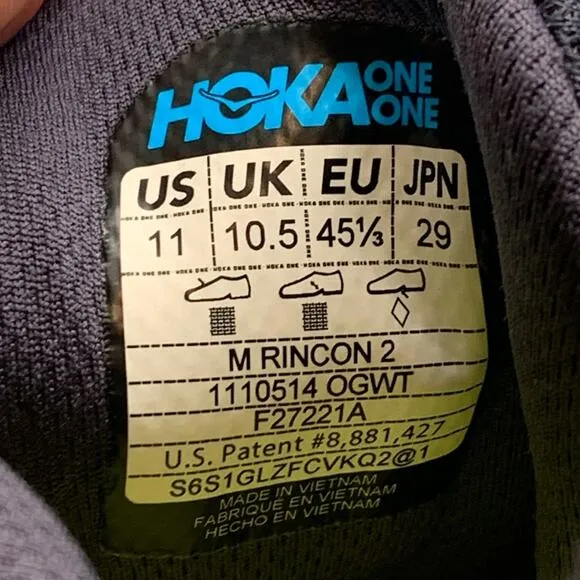 HOKA ONE ONE
US UK EU JPN
11 10.5 45⅓ 29
M RINCON 2
1110514 OGWT
F27221A
U.S. Patent #8,881,427
S6S1GLZFCVKQ2@1
MADE IN VIETNAM
FABRIQUÉ EN VIETNAM
HECHO EN VIETNAM